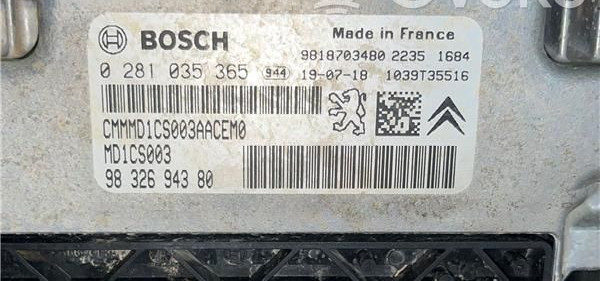 BOSCH
Made in France
9818703480 2235 1684
0 281 035 365 944 19-07-18 1039T35516
CMMMD1CS003AACEM0
MD1CS003
98 326 943 80